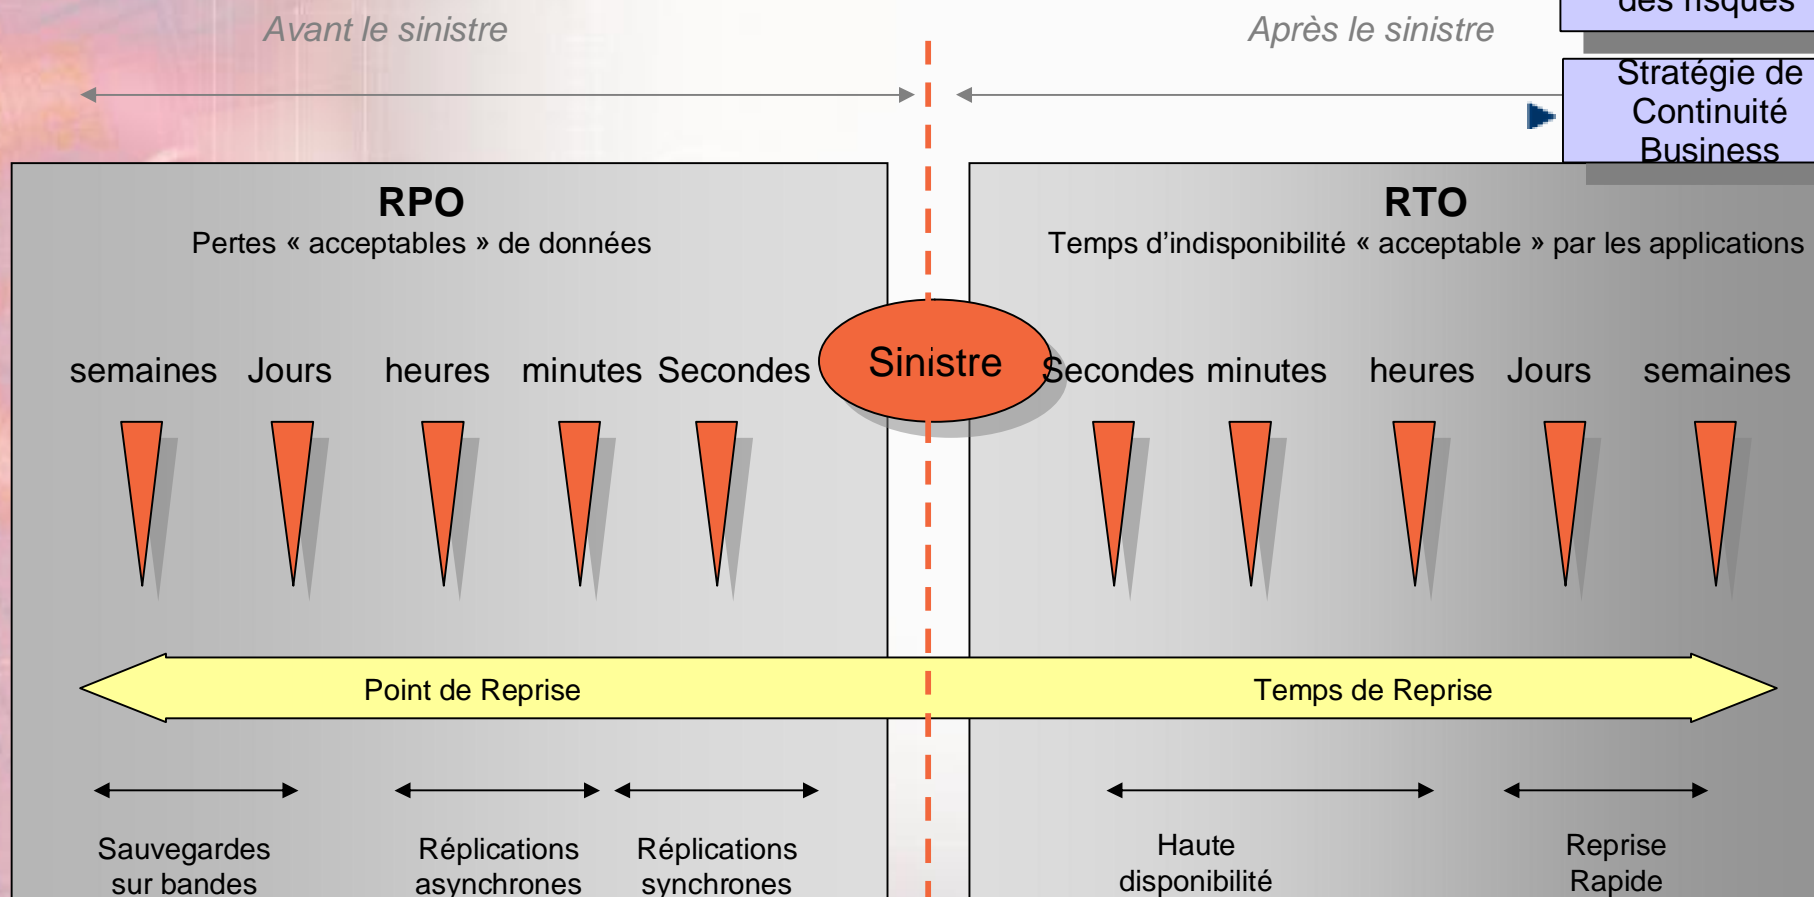 Avant le sinistre
Après le sinistre
des risques
Stratégie de
Continuité
Business
RPO
Pertes « acceptables » de données
RTO
Temps d'indisponibilité « acceptable » par les applications
Sinistre
semaines Jours heures minutes Secondes
Secondes minutes heures Jours semaines
Point de Reprise
Temps de Reprise
Sauvegardes
sur bandes
Réplications
asynchrones
Réplications
synchrones
Haute
disponibilité
Reprise
Rapide